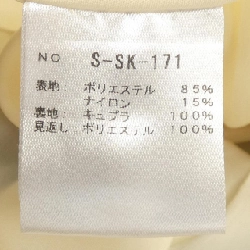 NO S-SK-171
表地 ポリエステル 85%
ナイロン 15%
裏地 キュプラ 100%
見返し ポリエステル 100%